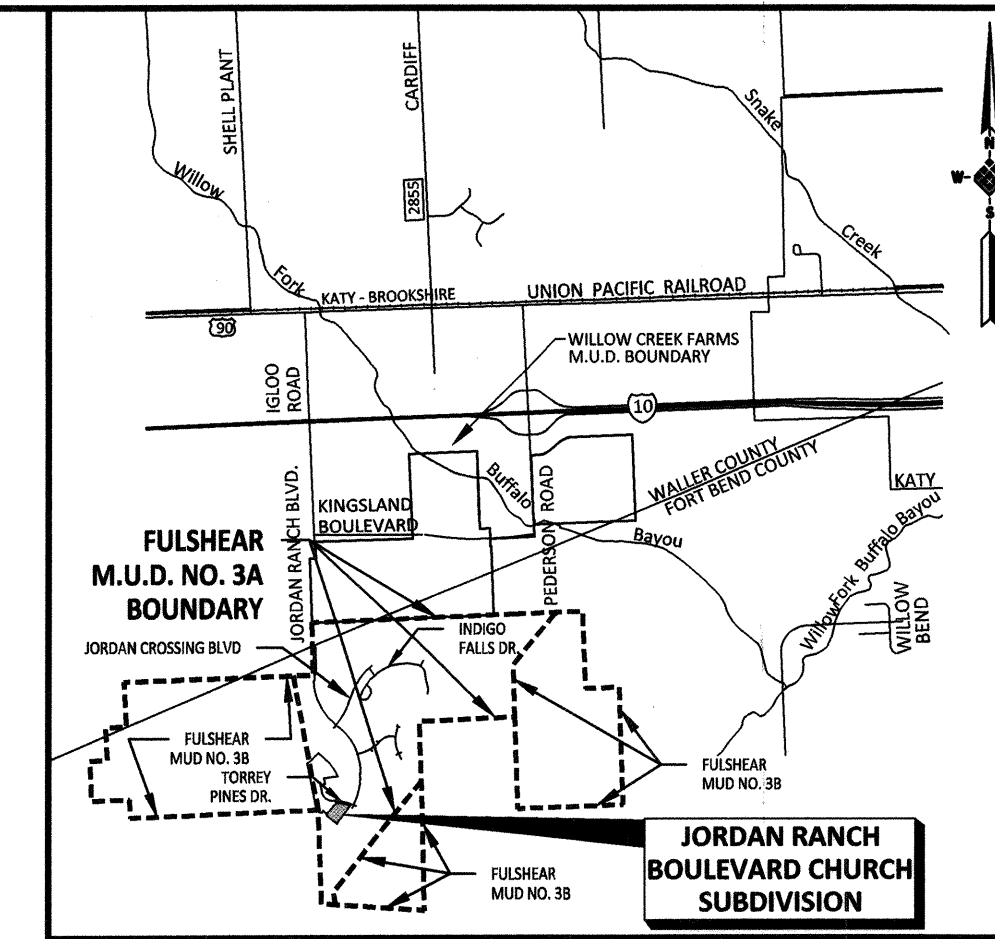 SHELL PLANT
CARDIFF
Snake
Creek
N
W
S
Willow
Fork
2855
KATY - BROOKSHIRE
UNION PACIFIC RAILROAD
90
WILLOW CREEK FARMS
M.U.D. BOUNDARY
IGLOO
ROAD
10
JORDAN RANCH BLVD.
KINGSLAND
BOULEVARD
Buffalo
Bayou
PEDERSON ROAD
WALLER COUNTY
FORT BEND COUNTY
KATY
Willow Fork Buffalo Bayou
WILLOW
BEND
FULSHEAR
M.U.D. NO. 3A
BOUNDARY
JORDAN CROSSING BLVD
INDIGO
FALLS DR.
FULSHEAR
MUD NO. 3B
TORREY
PINES DR.
FULSHEAR
MUD NO. 3B
FULSHEAR
MUD NO. 3B
JORDAN RANCH
BOULEVARD CHURCH
SUBDIVISION